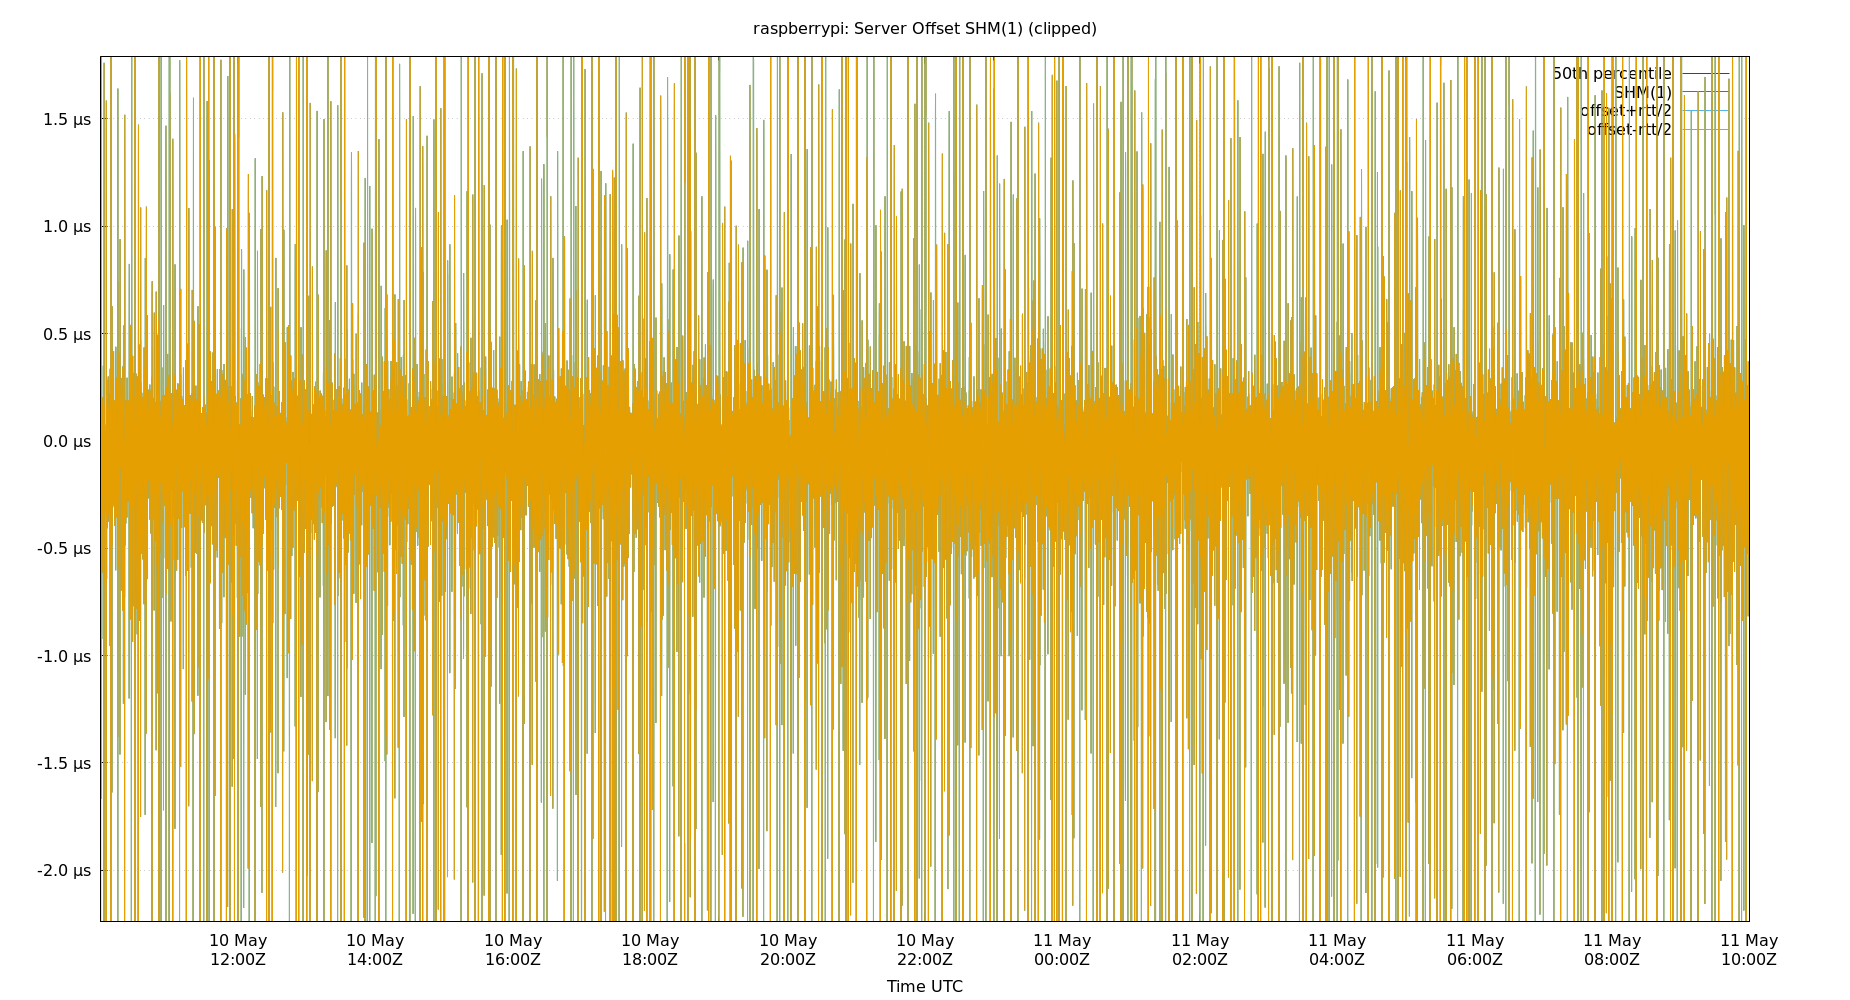 raspberrypi: Server Offset SHM(1) (clipped)
50th percentile
SHM(1)
offset+rtt/2
offset-rtt/2
1.5 µs
1.0 µs
0.5 µs
0.0 µs
-0.5 µs
-1.0 µs
-1.5 µs
-2.0 µs
10 May 10 May 10 May 10 May 10 May 10 May 11 May 11 May 11 May 11 May 11 May 11 May
12:00Z 14:00Z 16:00Z 18:00Z 20:00Z 22:00Z 00:00Z 02:00Z 04:00Z 06:00Z 08:00Z 10:00Z
Time UTC